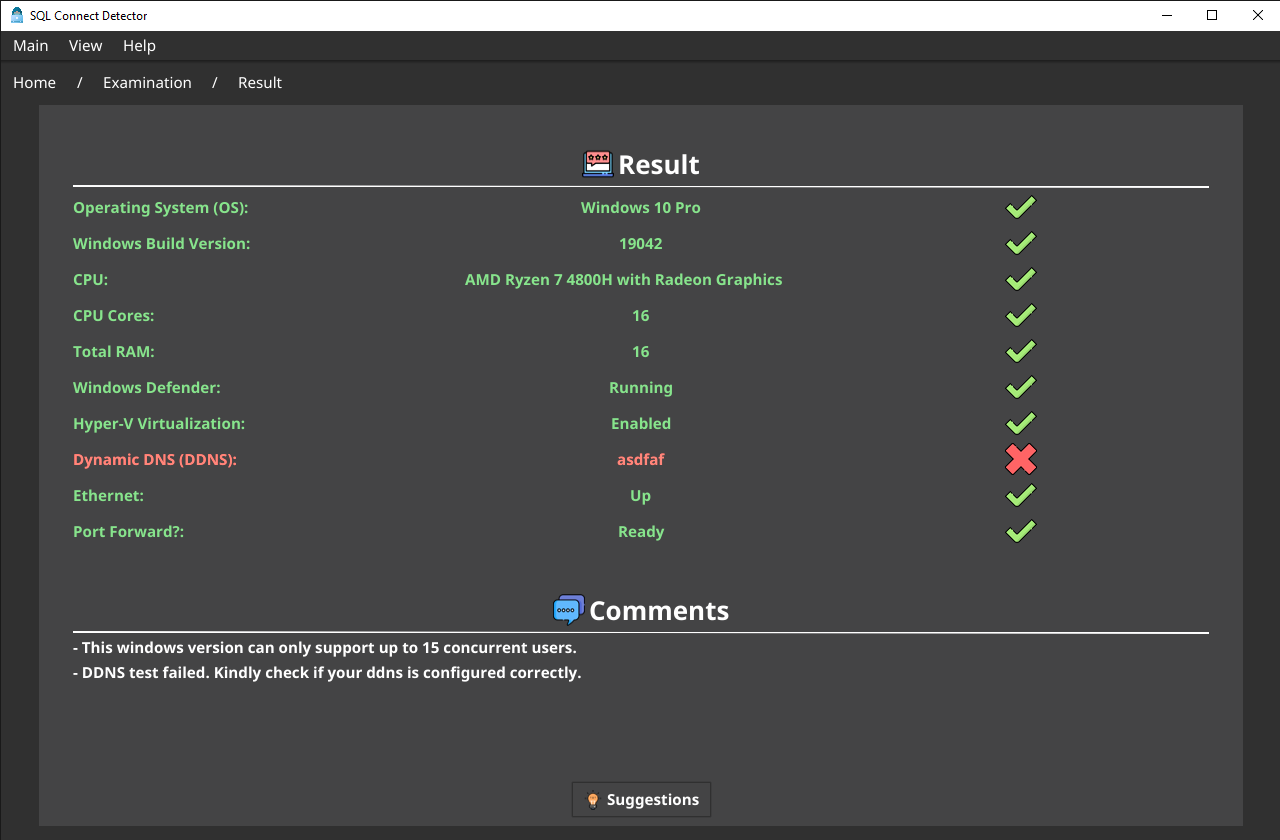 SQL Connect Detector
Main View Help
Home / Examination / Result
Result
Operating System (OS): Windows 10 Pro
Windows Build Version: 19042
CPU: AMD Ryzen 7 4800H with Radeon Graphics
CPU Cores: 16
Total RAM: 16
Windows Defender: Running
Hyper-V Virtualization: Enabled
Dynamic DNS (DDNS): asdfaf
Ethernet: Up
Port Forward?: Ready
Comments
- This windows version can only support up to 15 concurrent users.
- DDNS test failed. Kindly check if your ddns is configured correctly.
Suggestions